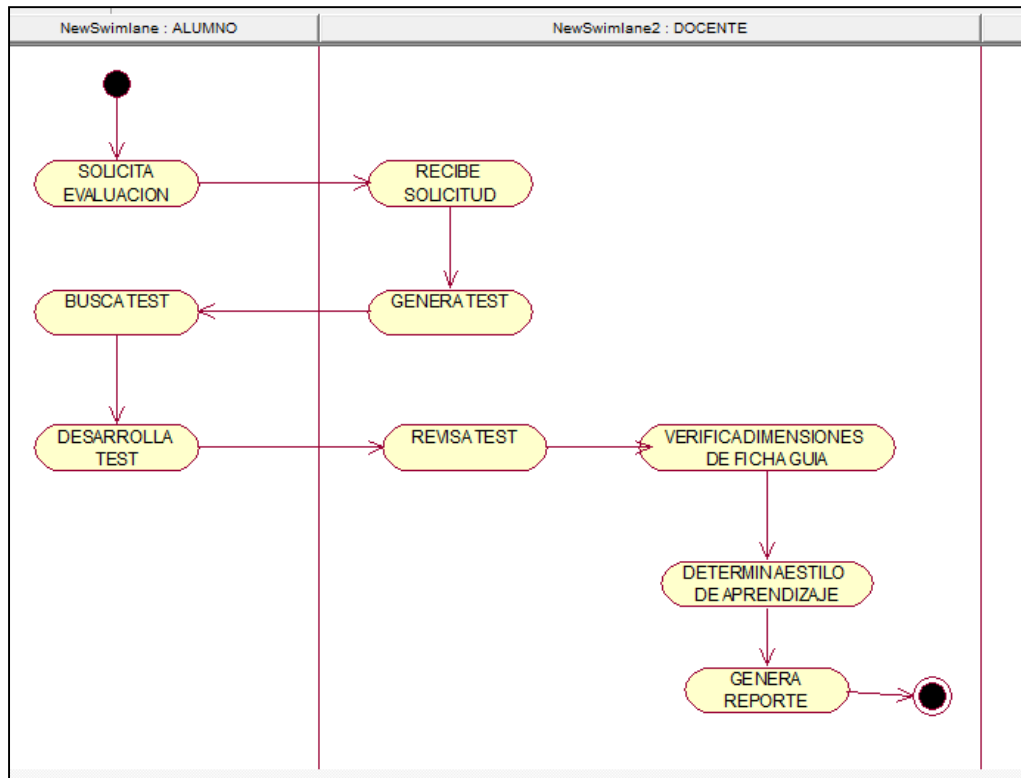 NewSwimlane : ALUMNO
NewSwimlane2 : DOCENTE
SOLICITA
EVALUACION
RECIBE
SOLICITUD
BUSCA TEST
GENERA TEST
DESARROLLA
TEST
REVISA TEST
VERIFICA DIMENSIONES
DE FICHA GUIA
DETERMINA ESTILO
DE APRENDIZAJE
GENERA
REPORTE